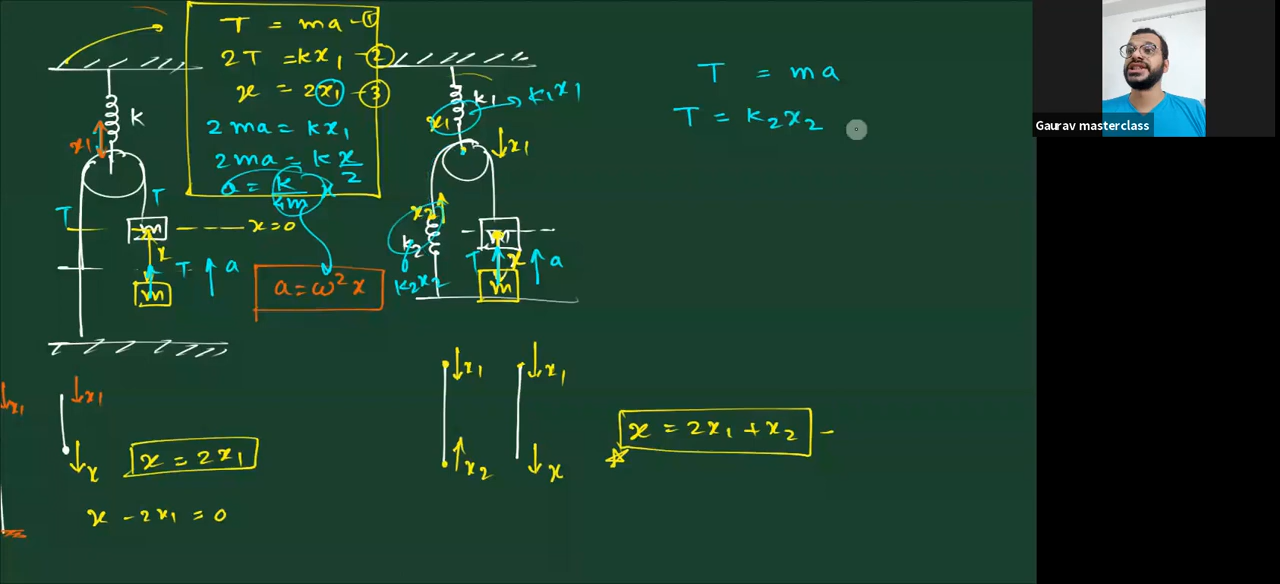 T = ma - ①
2T = kx₁ - ②
x = 2x₁ - ③
2ma = kx₁
2ma = k x/2
a = k/4m x
a = ω²x
K
x₁
T
T
m
x = 0
x
T
a
m
k₁
k₁x₁
x₁
x₁
x₂
k₂
k₂x₂
m
T
x
a
m
T = ma
T = k₂x₂
Gaurav masterclass
x₁
x₁
x
x = 2x₁
x - 2x₁ = 0
x₁
x₂
x₁
x
x = 2x₁ + x₂ -